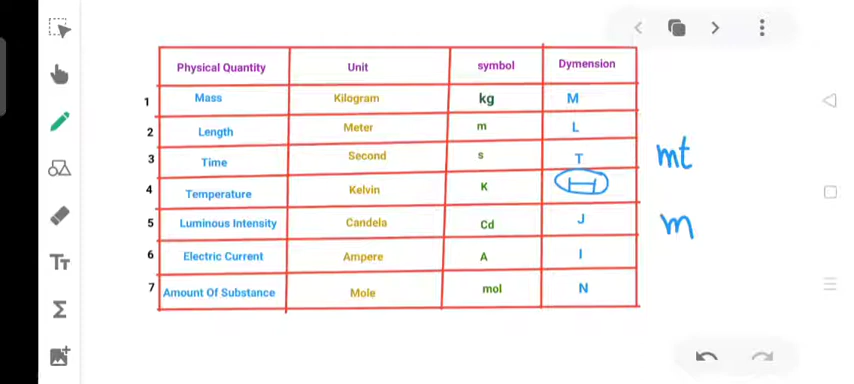 Physical Quantity Unit symbol Dymension
1 Mass Kilogram kg M
2 Length Meter m L
3 Time Second s T mt
4 Temperature Kelvin K Θ
5 Luminous Intensity Candela Cd J m
6 Electric Current Ampere A I
7 Amount Of Substance Mole mol N